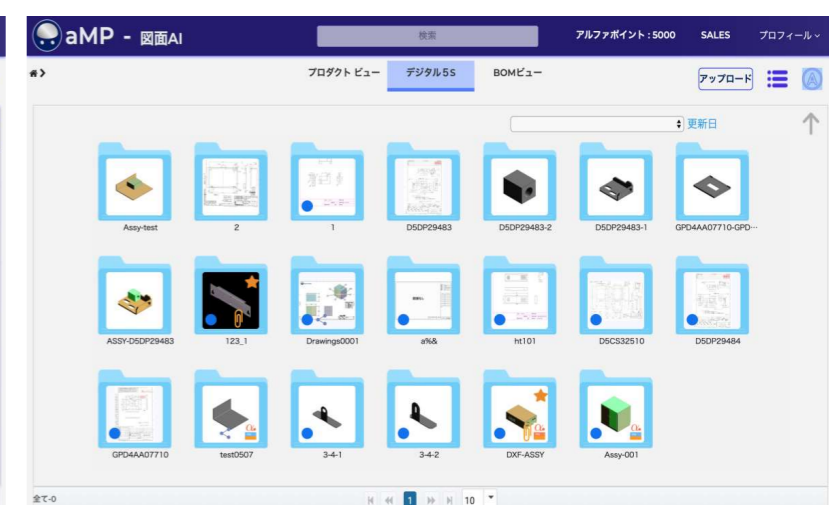 aMP - 図面AI
検索
アルファポイント : 5000
SALES
プロフィール
プロダクト ビュー
デジタル5S
BOMビュー
アップロード
更新日
Assy-test
2
1
D5DP29483
D5DP29483-2
D5DP29483-1
GPD4AA07710-GPD…
ASSY-D5DP29483
123_1
Drawings0001
a%&
ht101
D5CS32510
D5DP29484
GPD4AA07710
test0507
3-4-1
3-4-2
DXF-ASSY
Assy-001
全て-0
1
10